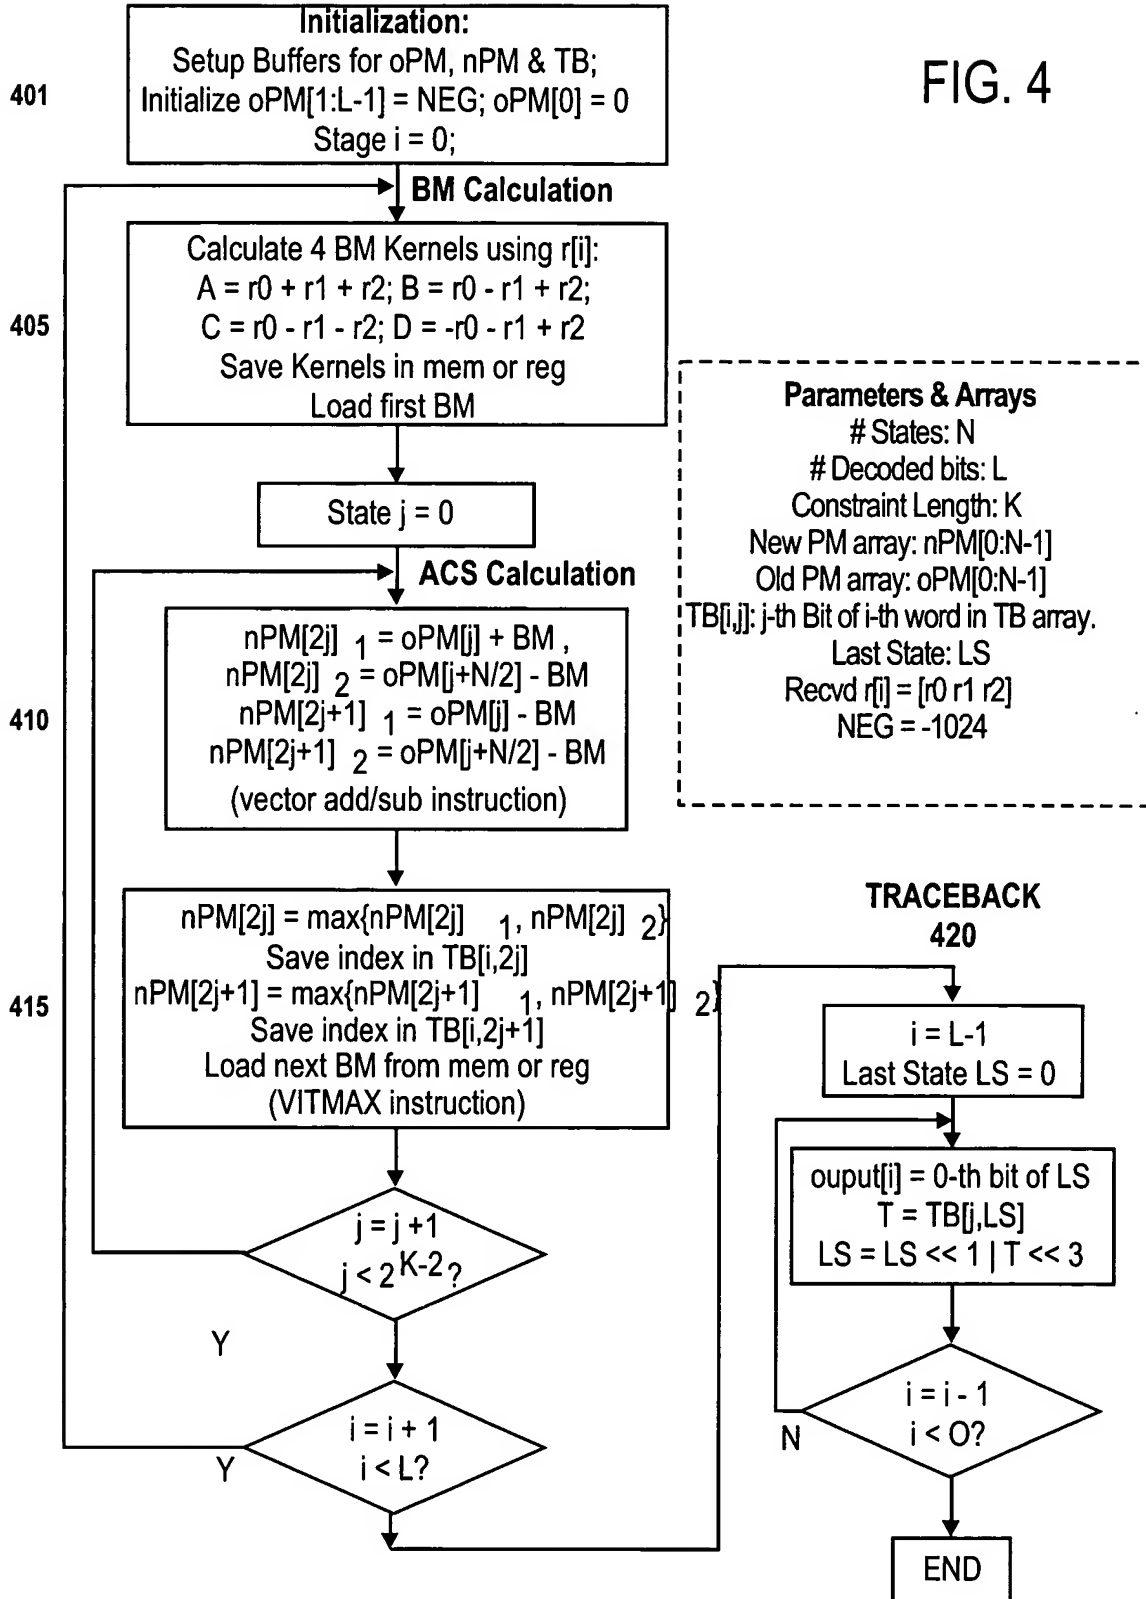 FIG. 4
Initialization:
Setup Buffers for oPM, nPM & TB;
401
Initialize oPM[1:L-1] = NEG; oPM[0] = 0
Stage i = 0;
BM Calculation
Calculate 4 BM Kernels using r[i]:
A = r0 + r1 + r2; B = r0 - r1 + r2;
405
C = r0 - r1 - r2; D = -r0 - r1 + r2
Save Kernels in mem or reg
Load first BM
State j = 0
ACS Calculation
nPM[2j] 1 = oPM[j] + BM ,
nPM[2j] 2 = oPM[j+N/2] - BM
410
nPM[2j+1] 1 = oPM[j] - BM
nPM[2j+1] 2 = oPM[j+N/2] - BM
(vector add/sub instruction)
nPM[2j] = max{nPM[2j] 1, nPM[2j] 2}
Save index in TB[i,2j]
415
nPM[2j+1] = max{nPM[2j+1] 1, nPM[2j+1] 2}
Save index in TB[i,2j+1]
Load next BM from mem or reg
(VITMAX instruction)
j = j +1
j < 2 K-2 ?
Y
i = i + 1
i < L?
Y
Parameters & Arrays
# States: N
# Decoded bits: L
Constraint Length: K
New PM array: nPM[0:N-1]
Old PM array: oPM[0:N-1]
TB[i,j]: j-th Bit of i-th word in TB array.
Last State: LS
Recvd r[i] = [r0 r1 r2]
NEG = -1024
TRACEBACK
420
i = L-1
Last State LS = 0
ouput[i] = 0-th bit of LS
T = TB[j,LS]
LS = LS << 1 | T << 3
i = i - 1
i < O?
N
END